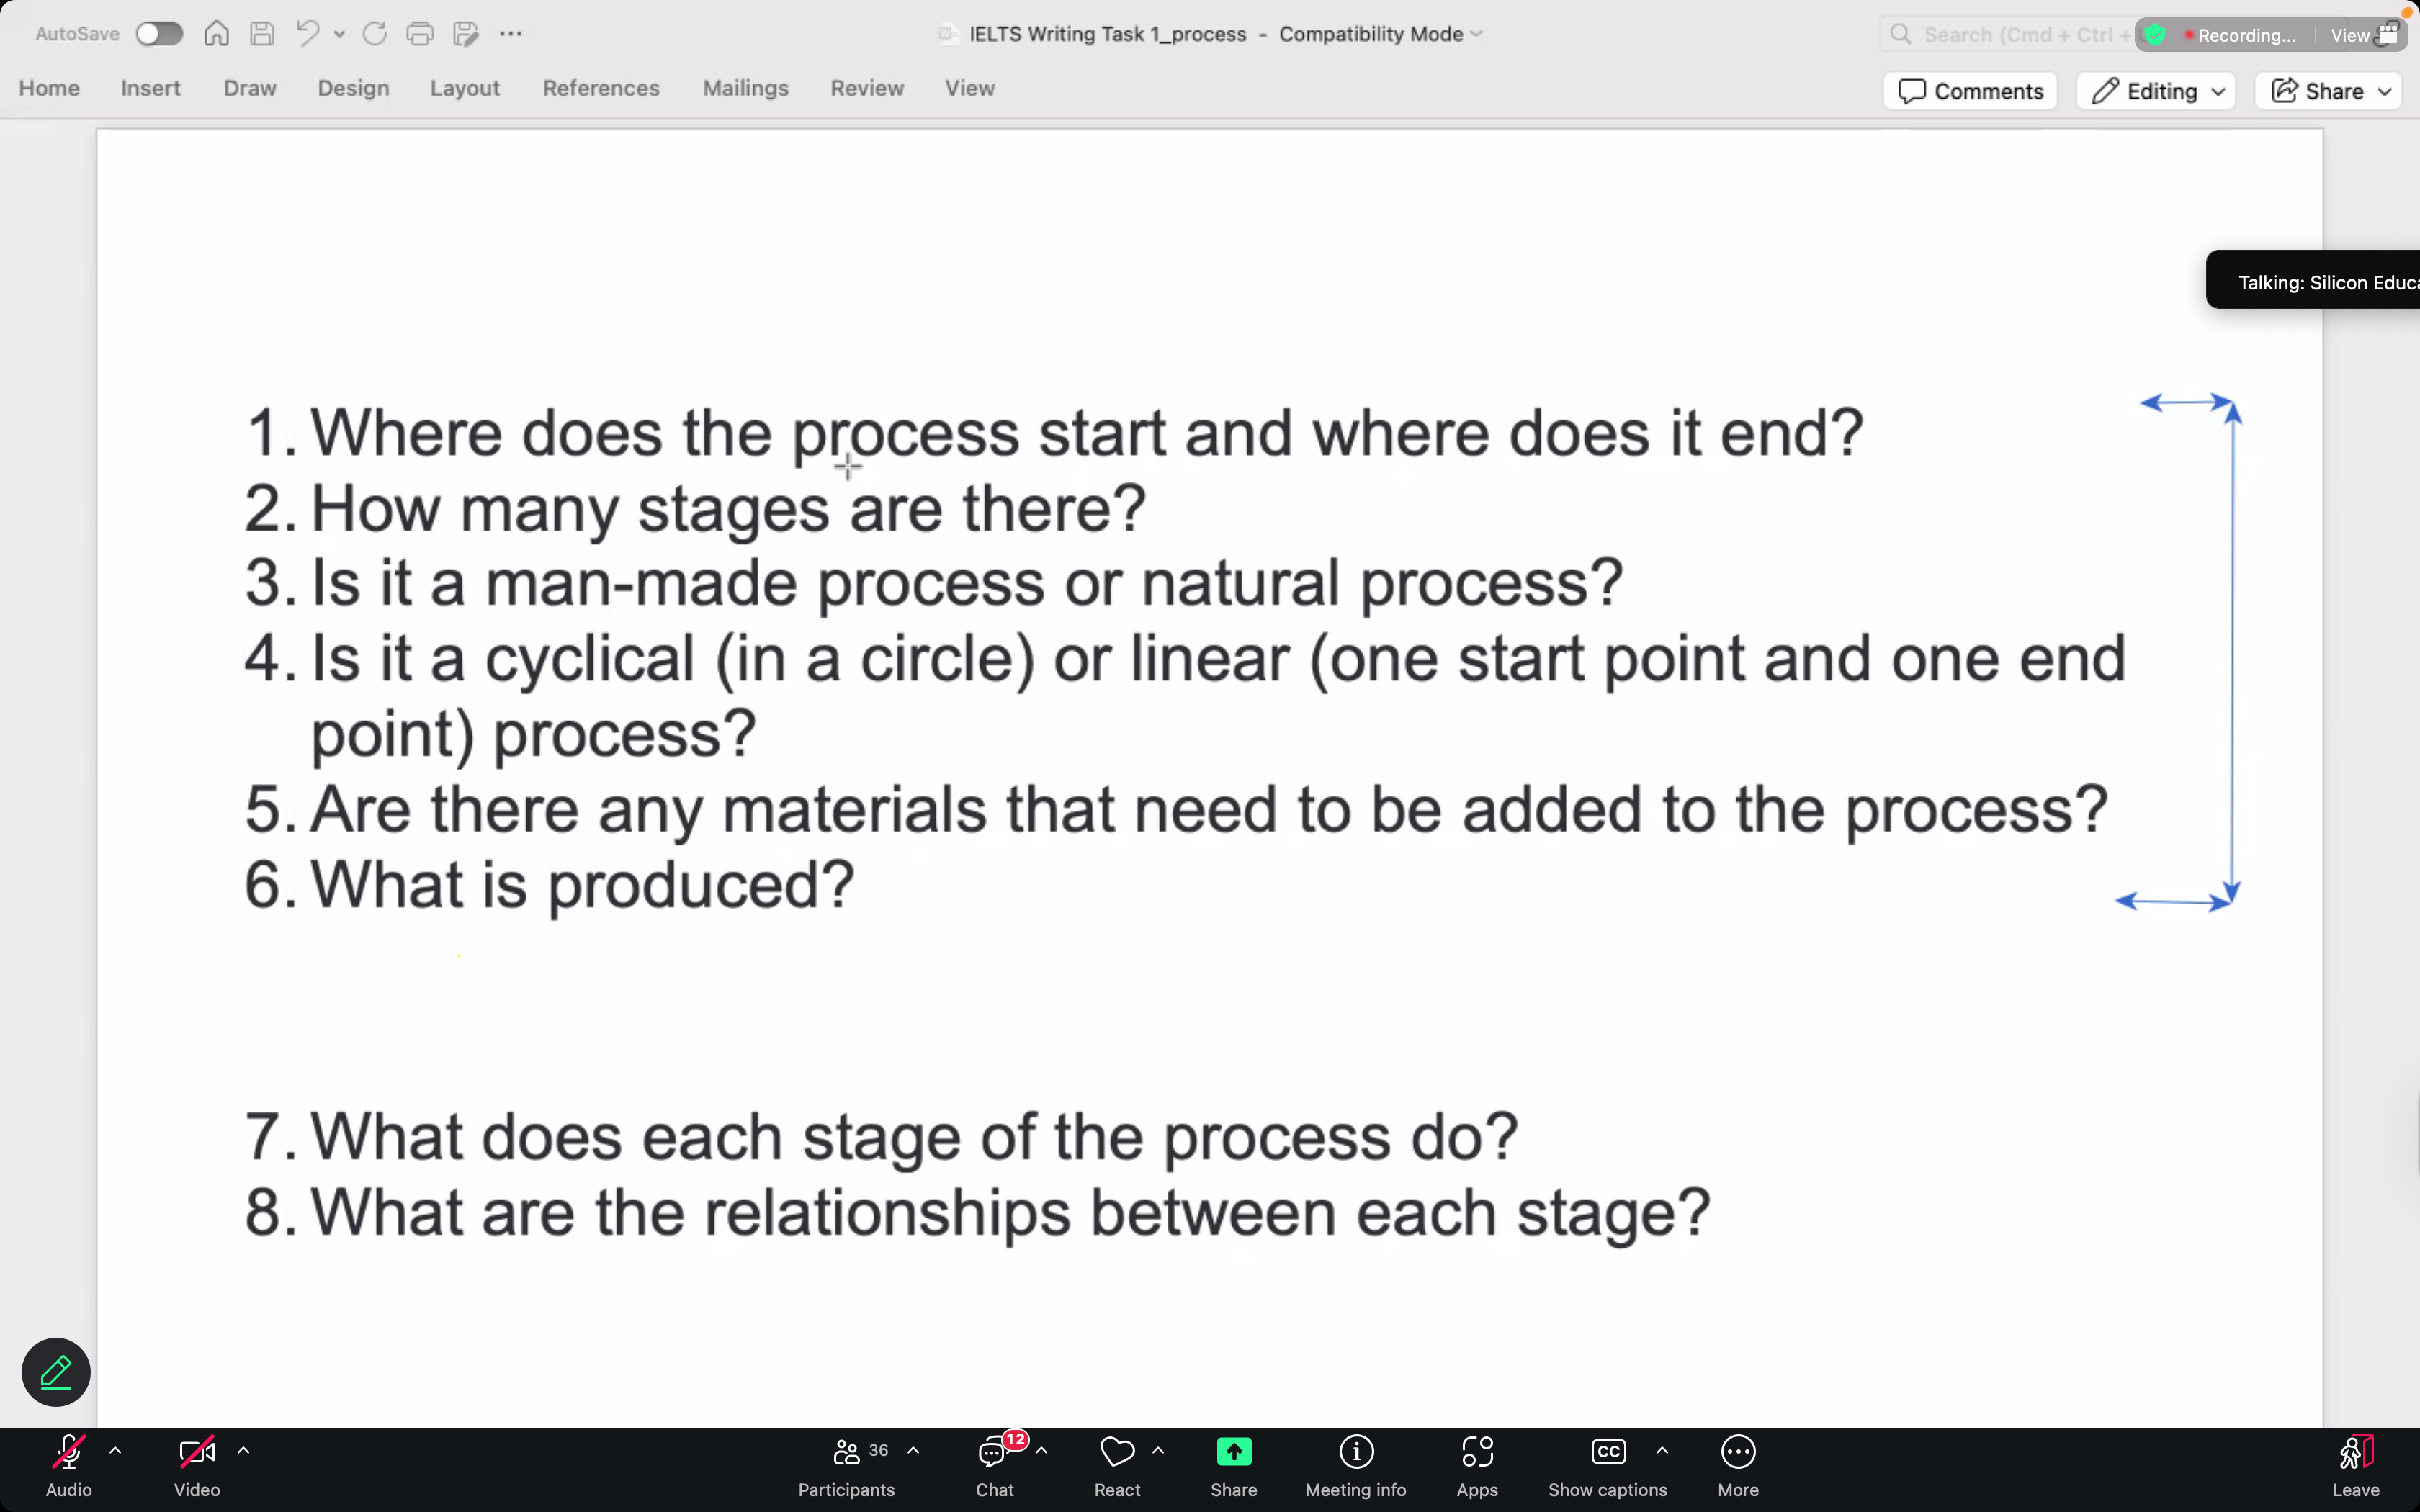 AutoSave
IELTS Writing Task 1_process - Compatibility Mode
Search (Cmd + Ctrl +
Recording...
View
Home Insert Draw Design Layout References Mailings Review View
Comments Editing Share
Talking: Silicon Educa
1. Where does the process start and where does it end?
2. How many stages are there?
3. Is it a man-made process or natural process?
4. Is it a cyclical (in a circle) or linear (one start point and one end
point) process?
5. Are there any materials that need to be added to the process?
6. What is produced?
7. What does each stage of the process do?
8. What are the relationships between each stage?
36
12
CC
Audio Video Participants Chat React Share Meeting info Apps Show captions More Leave